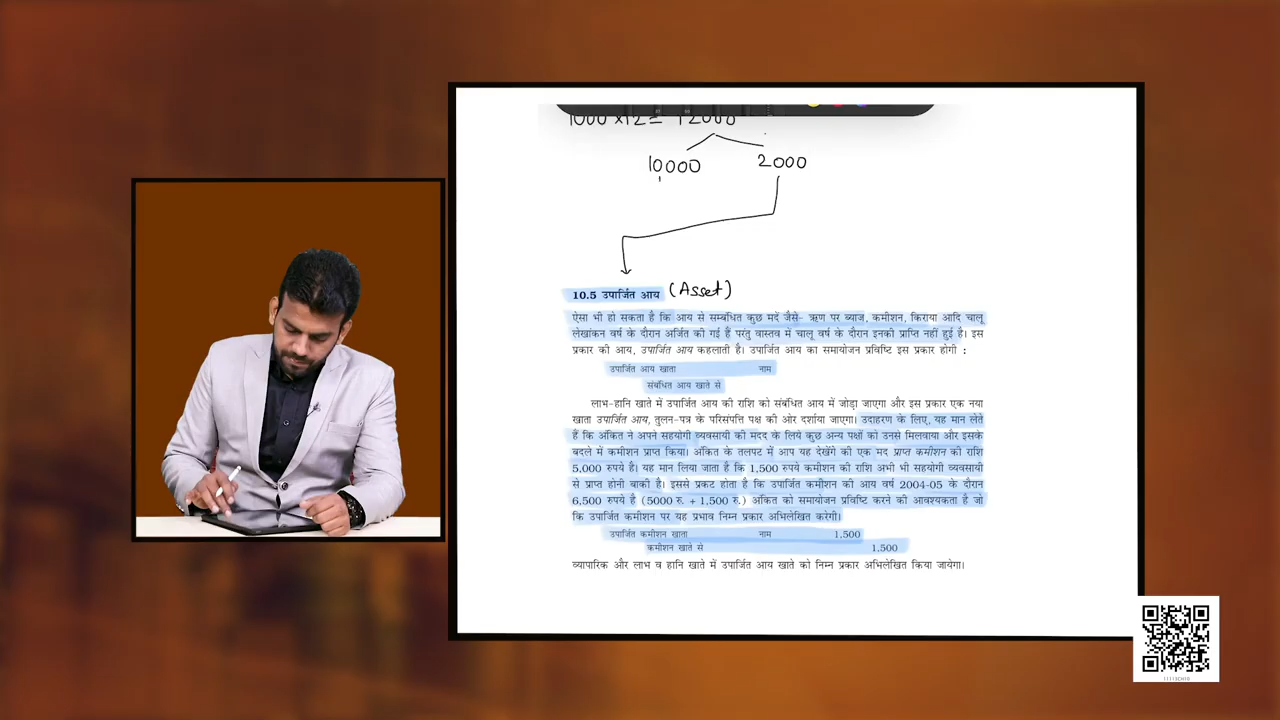 1000 x12 = 12000
10,000 2000
10.5 उपार्जित आय (Asset)
ऐसा भी हो सकता है कि आय से सम्बंधित कुछ मदें जैसे- ऋण पर ब्याज, कमीशन, किराया आदि चालू
लेखांकन वर्ष के दौरान अर्जित की गई हैं परंतु वास्तव में चालू वर्ष के दौरान इनकी प्राप्ति नहीं हुई है। इस
प्रकार की आय, उपार्जित आय कहलाती है। उपार्जित आय का समायोजन प्रविष्टि इस प्रकार होगी :
उपार्जित आय खाता नाम
संबंधित आय खाते से
लाभ-हानि खाते में उपार्जित आय की राशि को संबंधित आय में जोड़ा जाएगा और इस प्रकार एक नया
खाता उपार्जित आय, तुलन-पत्र के परिसंपत्ति पक्ष की ओर दर्शाया जाएगा। उदाहरण के लिए, यह मान लेते
हैं कि अंकित ने अपने सहयोगी व्यवसायी की मदद के लिये कुछ अन्य पक्षों को उनसे मिलवाया और इसके
बदले में कमीशन प्राप्त किया। अंकित के तलपट में आप यह देखेंगे की एक मद प्राप्त कमीशन की राशि
5,000 रुपये है। यह मान लिया जाता है कि 1,500 रुपये कमीशन की राशि अभी भी सहयोगी व्यवसायी
से प्राप्त होनी बाकी है। इससे प्रकट होता है कि उपार्जित कमीशन की आय वर्ष 2004-05 के दौरान
6,500 रुपये है (5000 रु. + 1,500 रु.) अंकित को समायोजन प्रविष्टि करने की आवश्यकता है जो
कि उपार्जित कमीशन पर यह प्रभाव निम्न प्रकार अभिलेखित करेगी।
उपार्जित कमीशन खाता नाम 1,500
कमीशन खाते से 1,500
व्यापारिक और लाभ व हानि खाते में उपार्जित आय खाते को निम्न प्रकार अभिलेखित किया जायेगा।